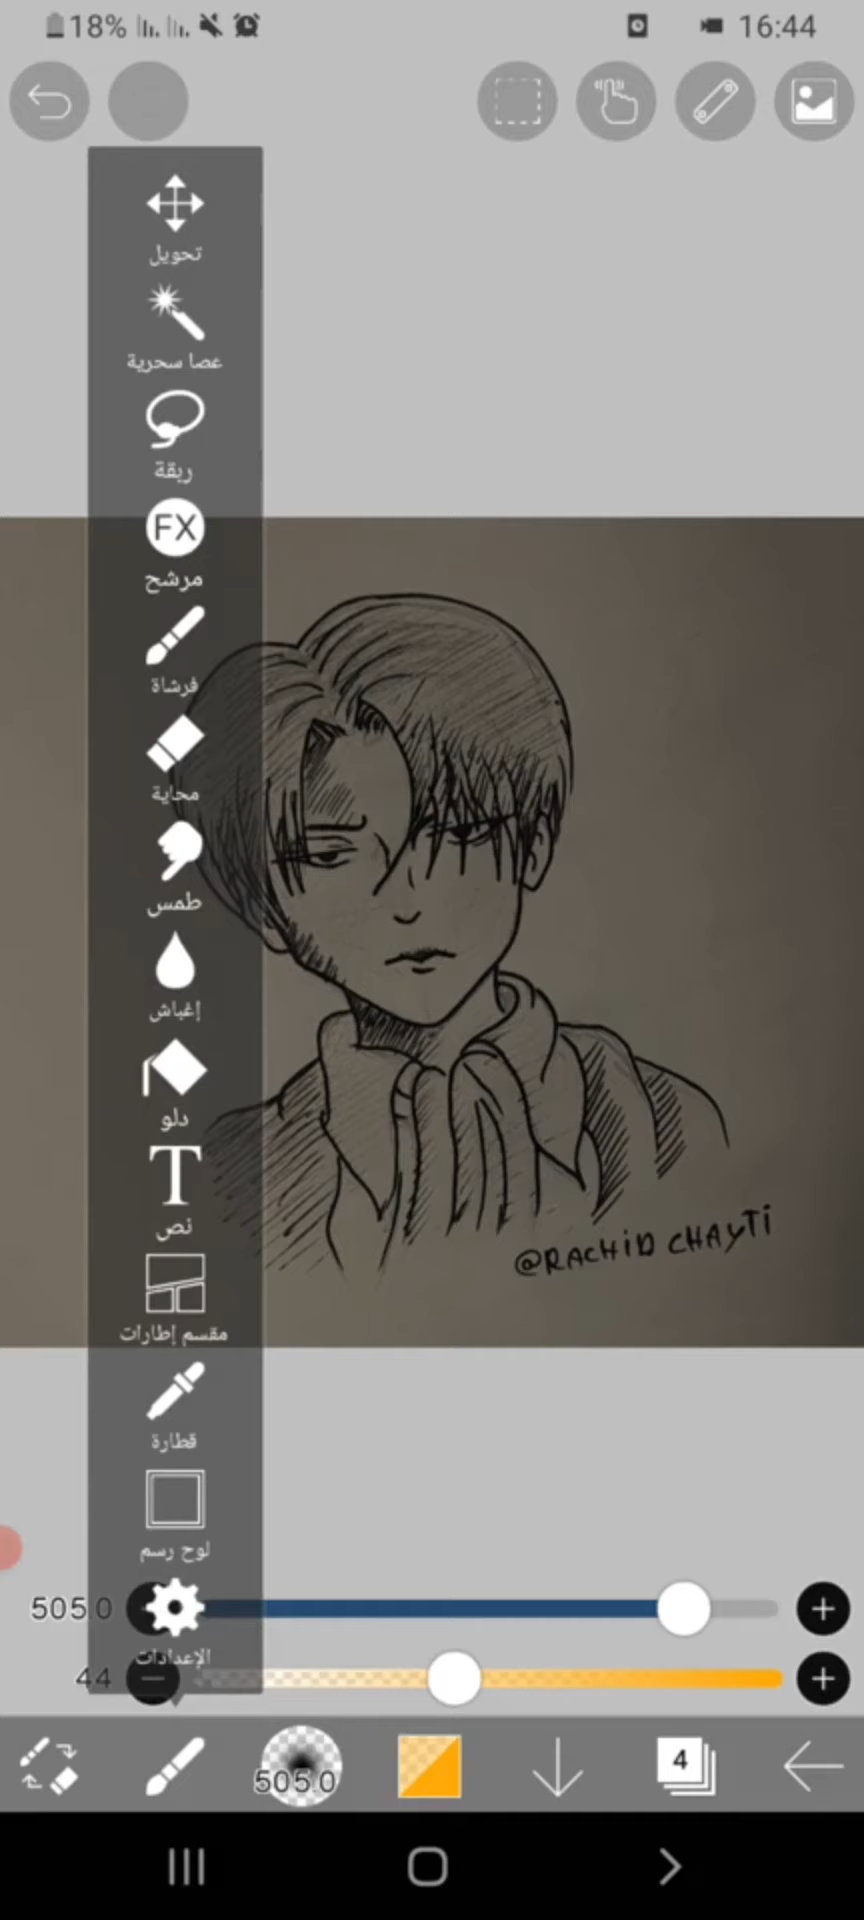 18%
16:44
تحويل
عصا سحرية
ربقة
FX
مرشح
فرشاة
محاية
طمس
إغباش
دلو
T
نص
مقسم إطارات
قطارة
لوح رسم
الإعدادات
505.0
44
@RACHID CHAYTI
505.0
4